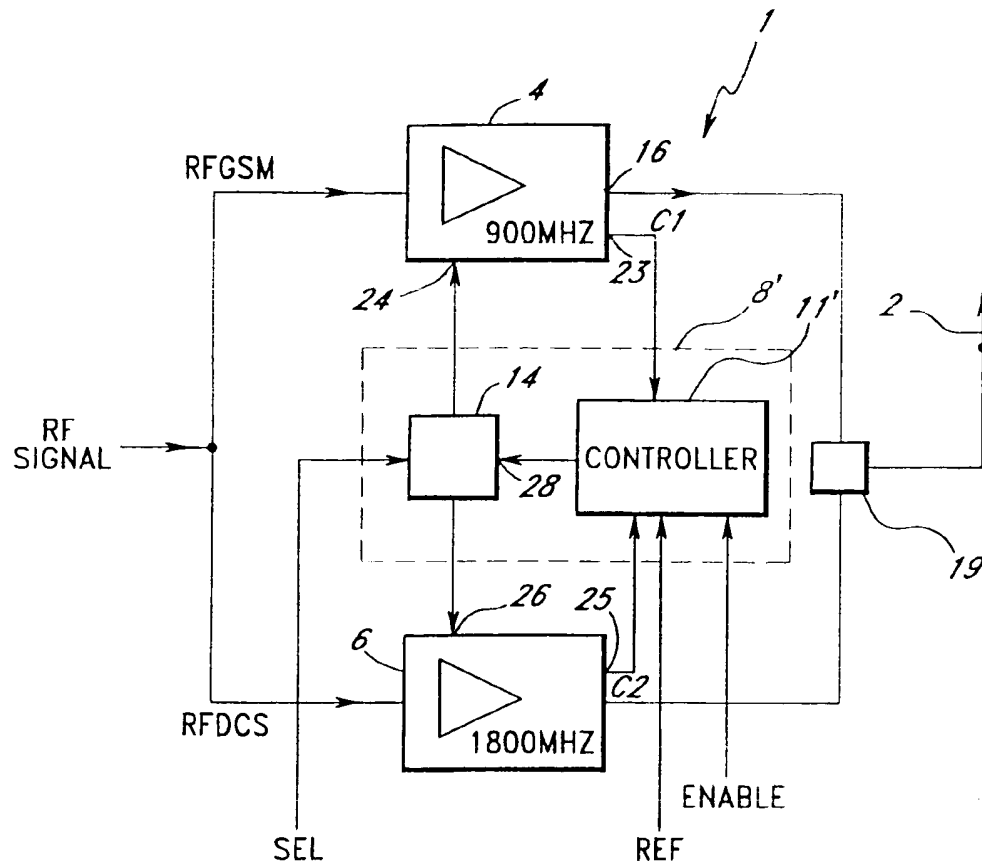 1
4
RFGSM
16
900MHZ
C1
23
24
8'
11'
2
14
RF
SIGNAL
CONTROLLER
28
19
26
25
6
C2
RFDCS
1800MHZ
ENABLE
SEL
REF